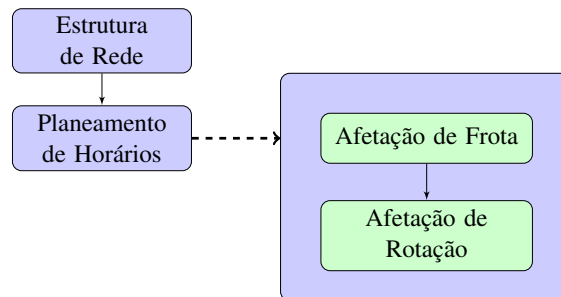 Estrutura
de Rede
Planeamento
de Horários
Afetação de Frota
Afetação de
Rotação